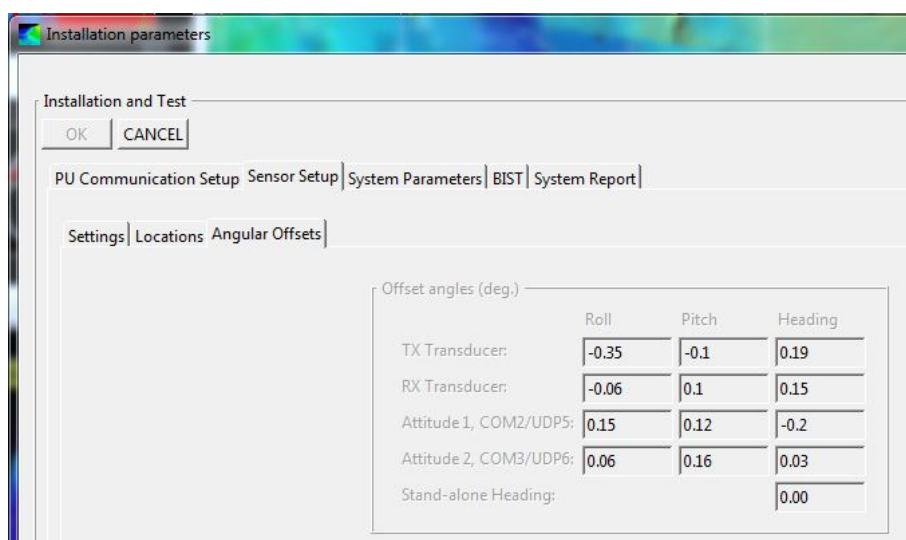 Installation parameters
Installation and Test
OK CANCEL
PU Communication Setup Sensor Setup System Parameters BIST System Report
Settings Locations Angular Offsets
Offset angles (deg.)
Roll Pitch Heading
TX Transducer: -0.35 -0.1 0.19
RX Transducer: -0.06 0.1 0.15
Attitude 1, COM2/UDP5: 0.15 0.12 -0.2
Attitude 2, COM3/UDP6: 0.06 0.16 0.03
Stand-alone Heading: 0.00